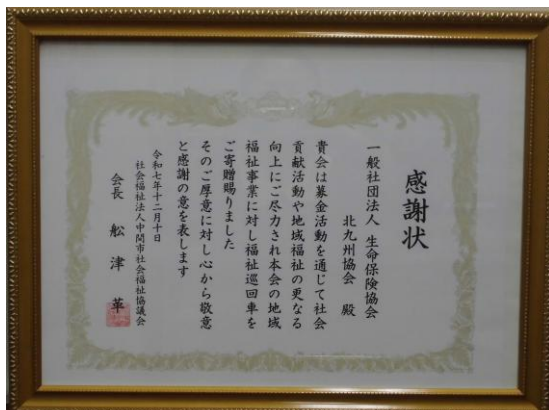 感謝状
一般社団法人 生命保険協会
北九州協会 殿
貴会は募金活動を通じて社会
貢献活動や地域福祉の更なる
向上にご尽力され本会の地域
福祉事業に対し福祉巡回車を
ご寄贈賜りました
そのご厚意に対し心から敬意
と感謝の意を表します
令和七年十二月十日
社会福祉法人中間市社会福祉協議会
会長 舩津 革